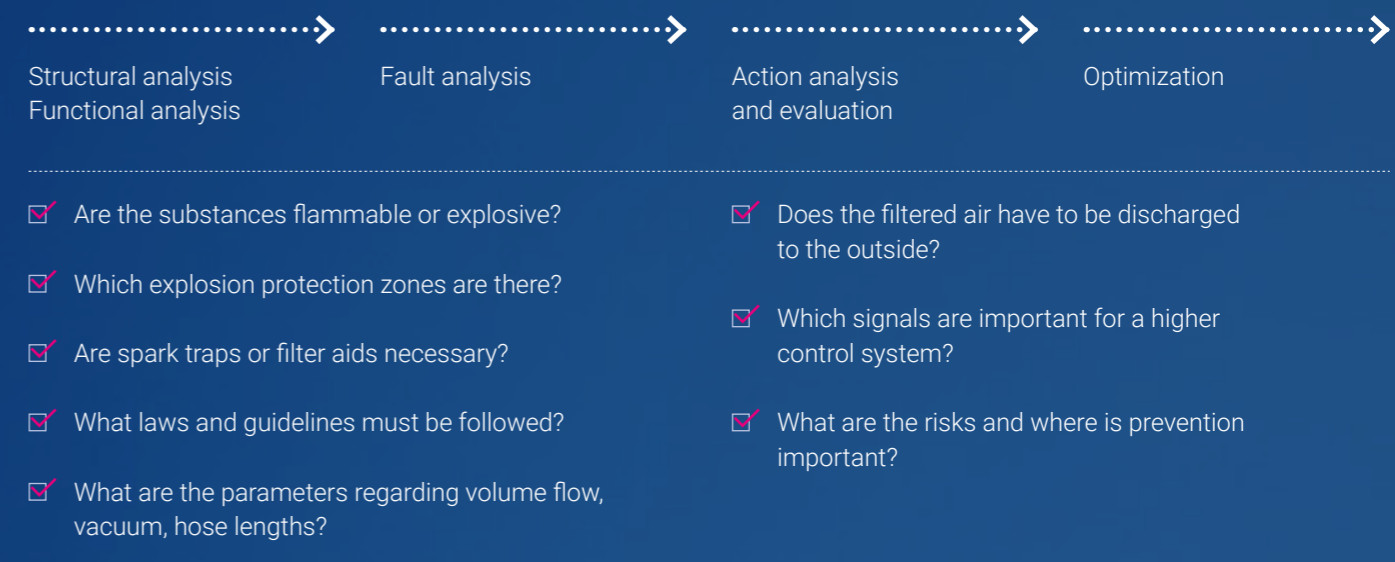 Structural analysis
Functional analysis
Fault analysis
Action analysis
and evaluation
Optimization
Are the substances flammable or explosive?
Which explosion protection zones are there?
Are spark traps or filter aids necessary?
What laws and guidelines must be followed?
What are the parameters regarding volume flow,
vacuum, hose lengths?
Does the filtered air have to be discharged
to the outside?
Which signals are important for a higher
control system?
What are the risks and where is prevention
important?